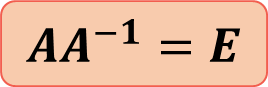 AA⁻¹ = E